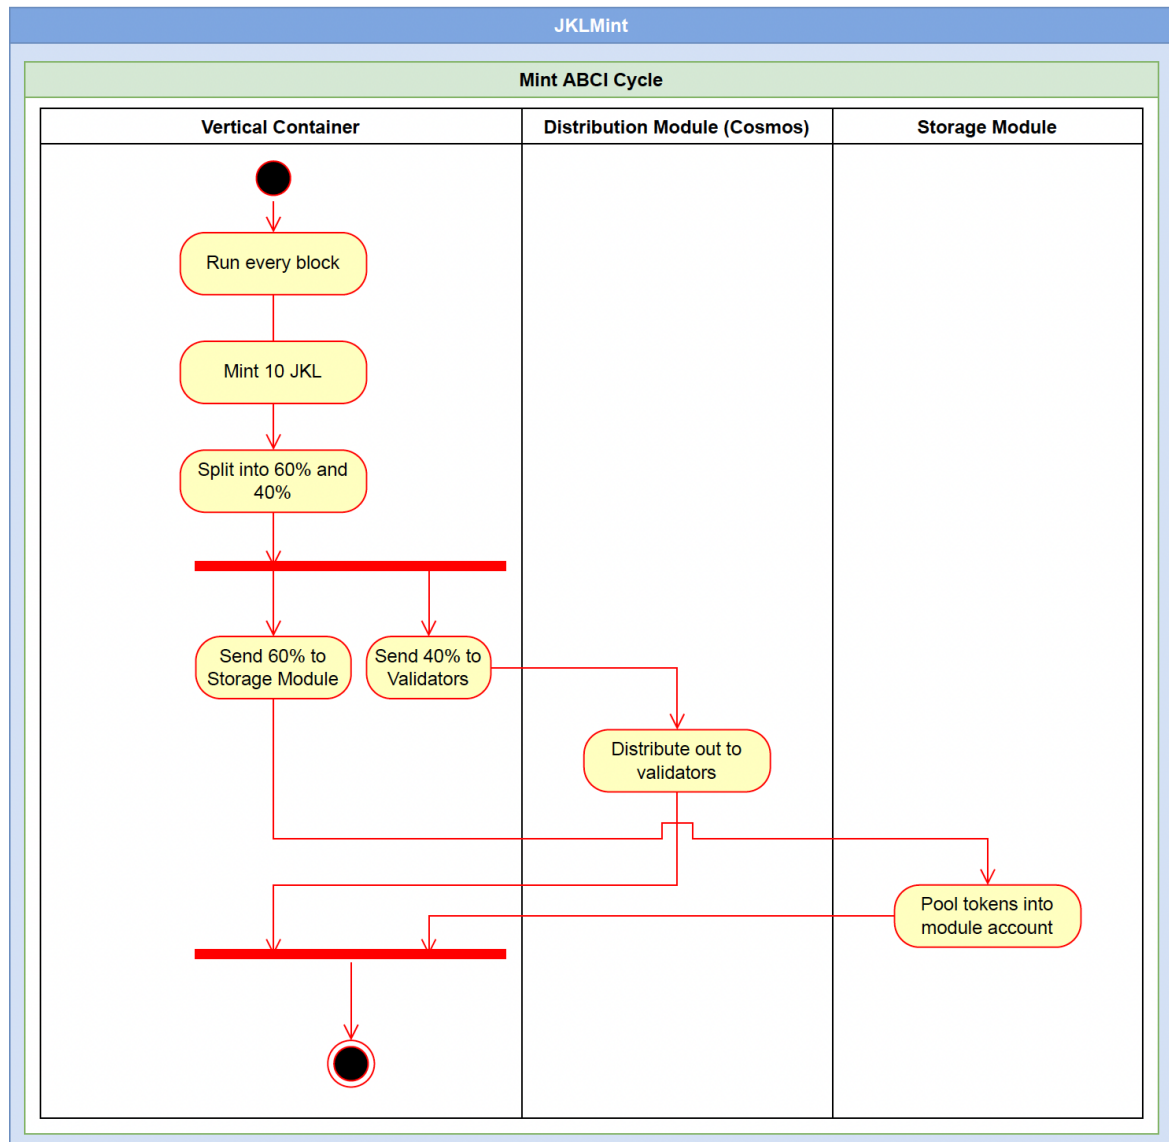 JKLMint
Mint ABCI Cycle
Vertical Container
Distribution Module (Cosmos)
Storage Module
Run every block
Mint 10 JKL
Split into 60% and
40%
Send 60% to
Storage Module
Send 40% to
Validators
Distribute out to
validators
Pool tokens into
module account